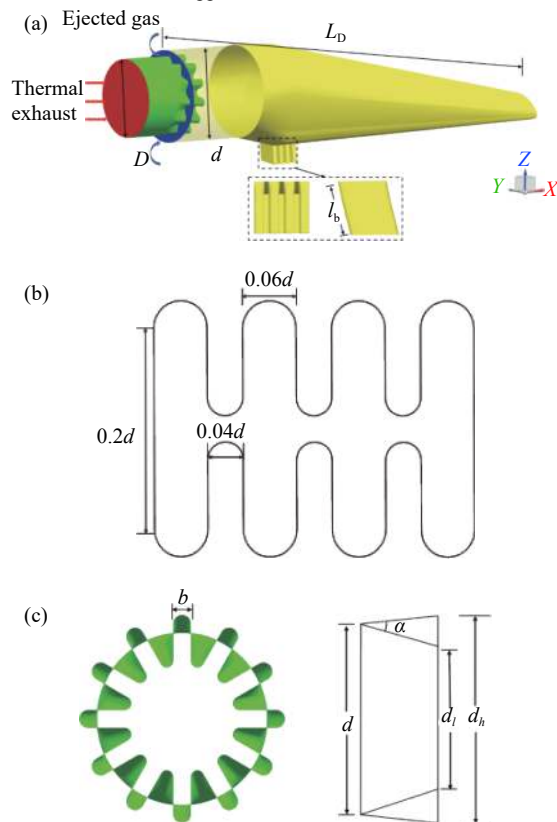 (a)
Ejected gas
L_D
Thermal
exhaust
D
d
l_b
Z
Y
X
(b)
0.06d
0.2d
0.04d
(c)
b
α
d
d_l
d_h